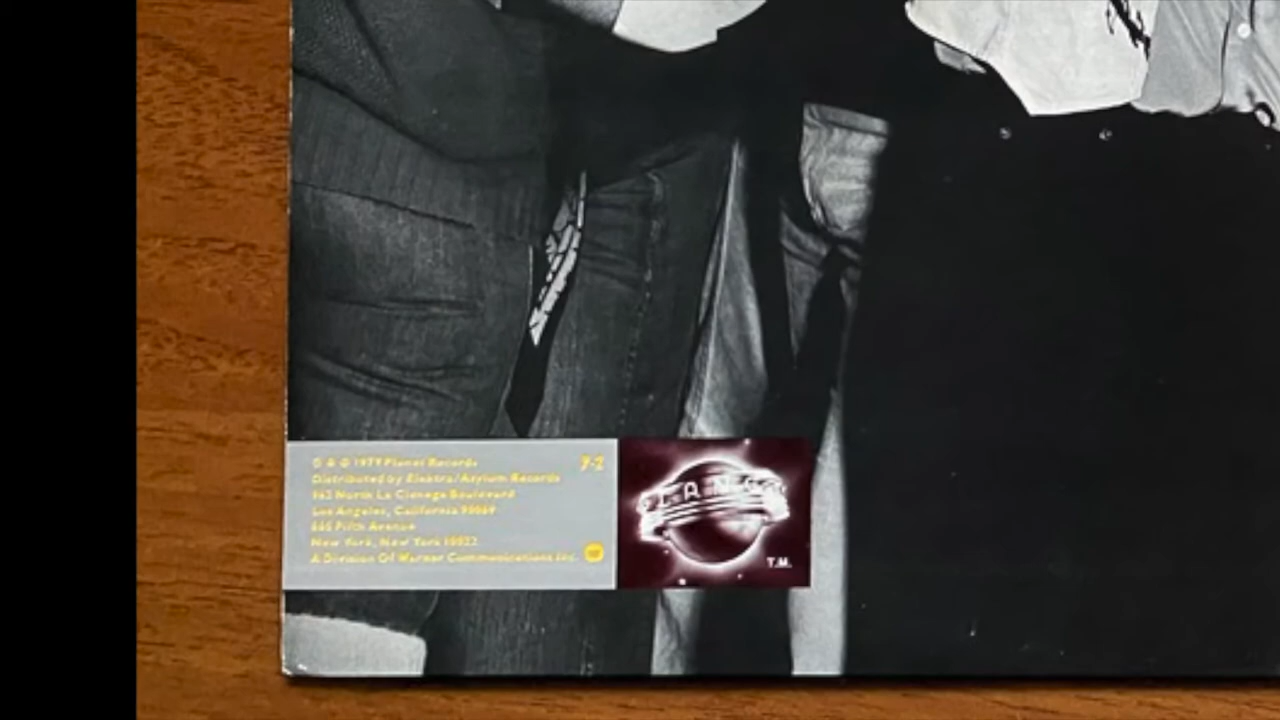 © & ℗ 1979 Planet Records
Distributed by Elektra/Asylum Records
962 North La Cienega Boulevard
Los Angeles, California 90069
665 Fifth Avenue
New York, New York 10022
A Division Of Warner Communications Inc.
P-2
PLANET
T.M.